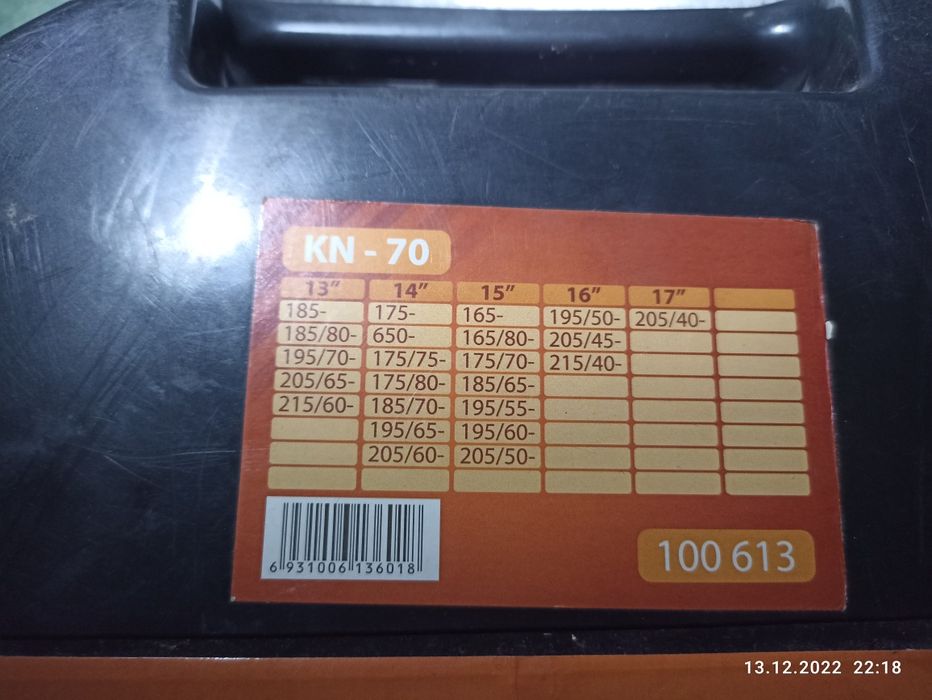 KN - 70
13” 14” 15” 16” 17”
185- 175- 165- 195/50- 205/40-
185/80- 650- 165/80- 205/45-
195/70- 175/75- 175/70- 215/40-
205/65- 175/80- 185/65-
215/60- 185/70- 195/55-
195/65- 195/60-
205/60- 205/50-
6 931006 136018
100 613
13.12.2022 22:18